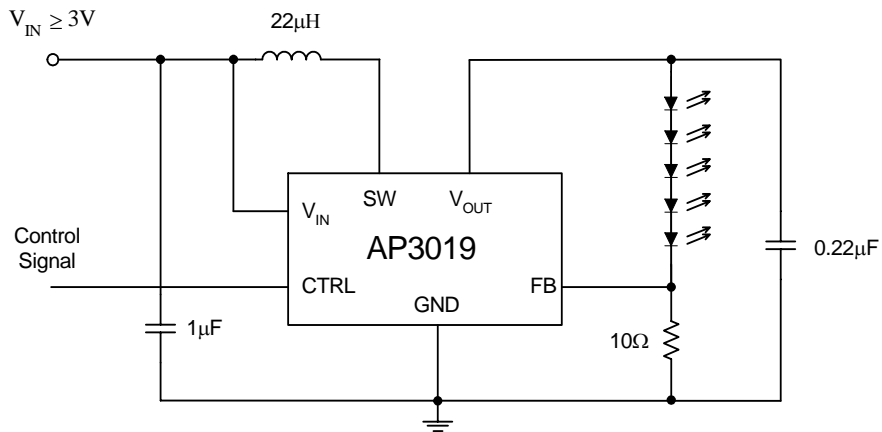 V_IN ≥ 3V
22μH
V_IN
SW
V_OUT
AP3019
CTRL
FB
GND
Control
Signal
1μF
10Ω
0.22μF